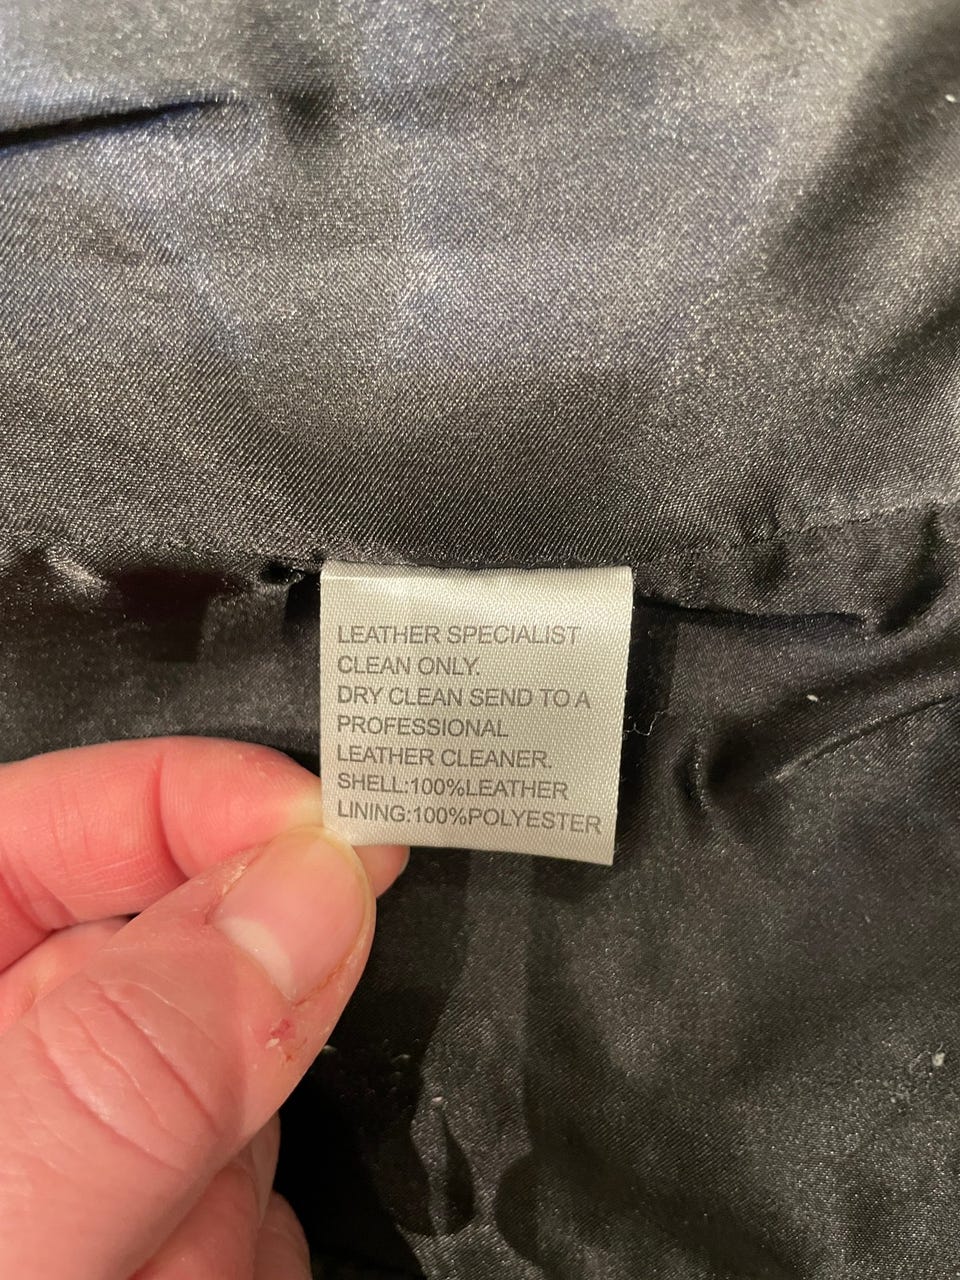 LEATHER SPECIALIST
CLEAN ONLY.
DRY CLEAN SEND TO A
PROFESSIONAL
LEATHER CLEANER.
SHELL:100%LEATHER
LINING:100%POLYESTER